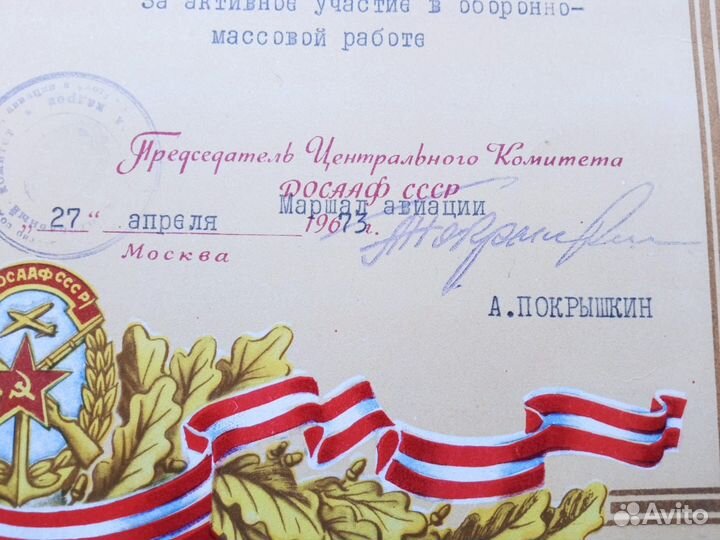 За активное участие в оборонно-
массовой работе
Председатель Центрального Комитета
ДОСААФ СССР
Маршал авиации
„27“ апреля 1973 г.
Москва
А.ПОКРЫШКИН
ДОСААФ СССР
Avito